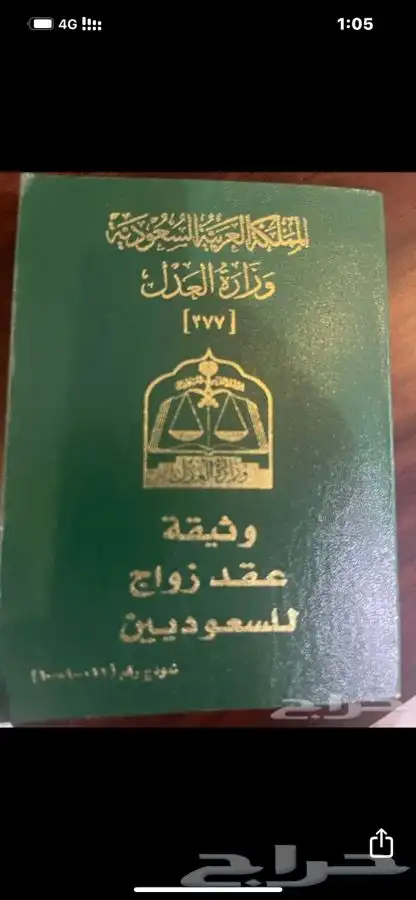 4G
1:05
المملكة العربية السعودية
وزارة العدل
[٢٧٧]
وزارة العدل
وثيقة
عقد زواج
للسعوديين
نموذج رقم
حراج
حراج